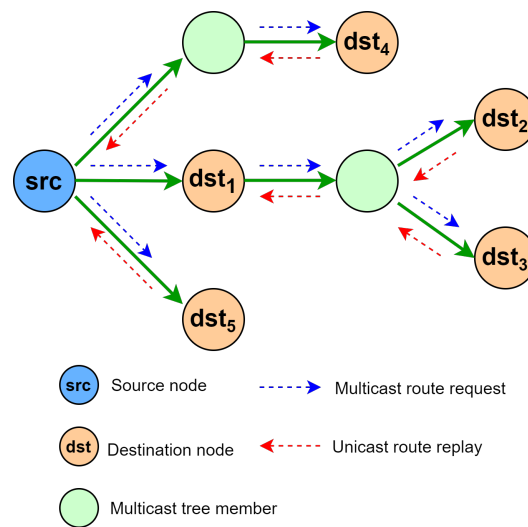 dst₄
dst₂
src
dst₁
dst₃
dst₅
src Source node
Multicast route request
dst Destination node
Unicast route replay
Multicast tree member